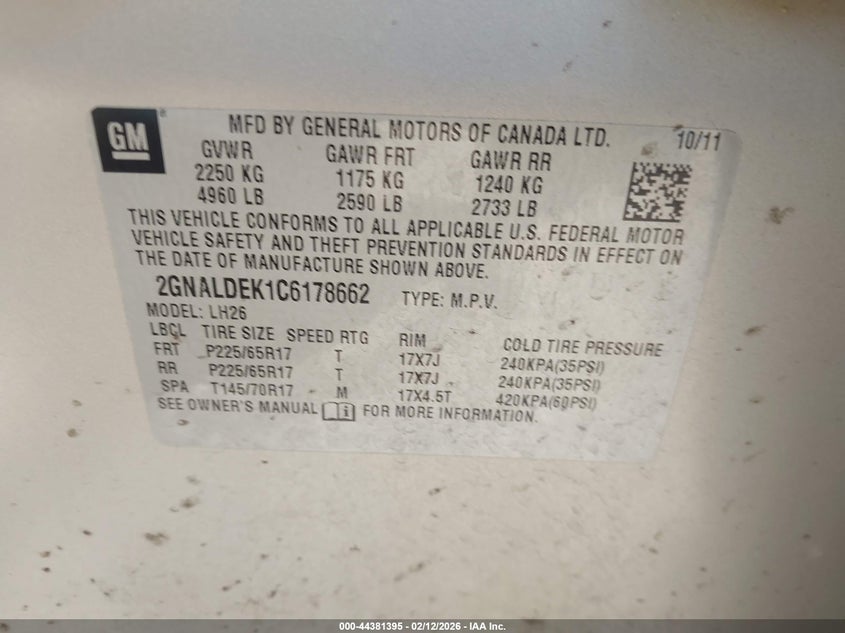 GM
MFD BY GENERAL MOTORS OF CANADA LTD. 10/11
GVWR GAWR FRT GAWR RR
2250 KG 1175 KG 1240 KG
4960 LB 2590 LB 2733 LB
THIS VEHICLE CONFORMS TO ALL APPLICABLE U.S. FEDERAL MOTOR
VEHICLE SAFETY AND THEFT PREVENTION STANDARDS IN EFFECT ON
THE DATE OF MANUFACTURE SHOWN ABOVE.
2GNALDEK1C6178662 TYPE: M.P.V.
MODEL: LH26
LBCL TIRE SIZE SPEED RTG RIM COLD TIRE PRESSURE
FRT P225/65R17 T 17X7J 240KPA(35PSI)
RR P225/65R17 T 17X7J 240KPA(35PSI)
SPA T145/70R17 M 17X4.5T 420KPA(60PSI)
SEE OWNER'S MANUAL i FOR MORE INFORMATION.
000-44381395 - 02/12/2026 - IAA Inc.